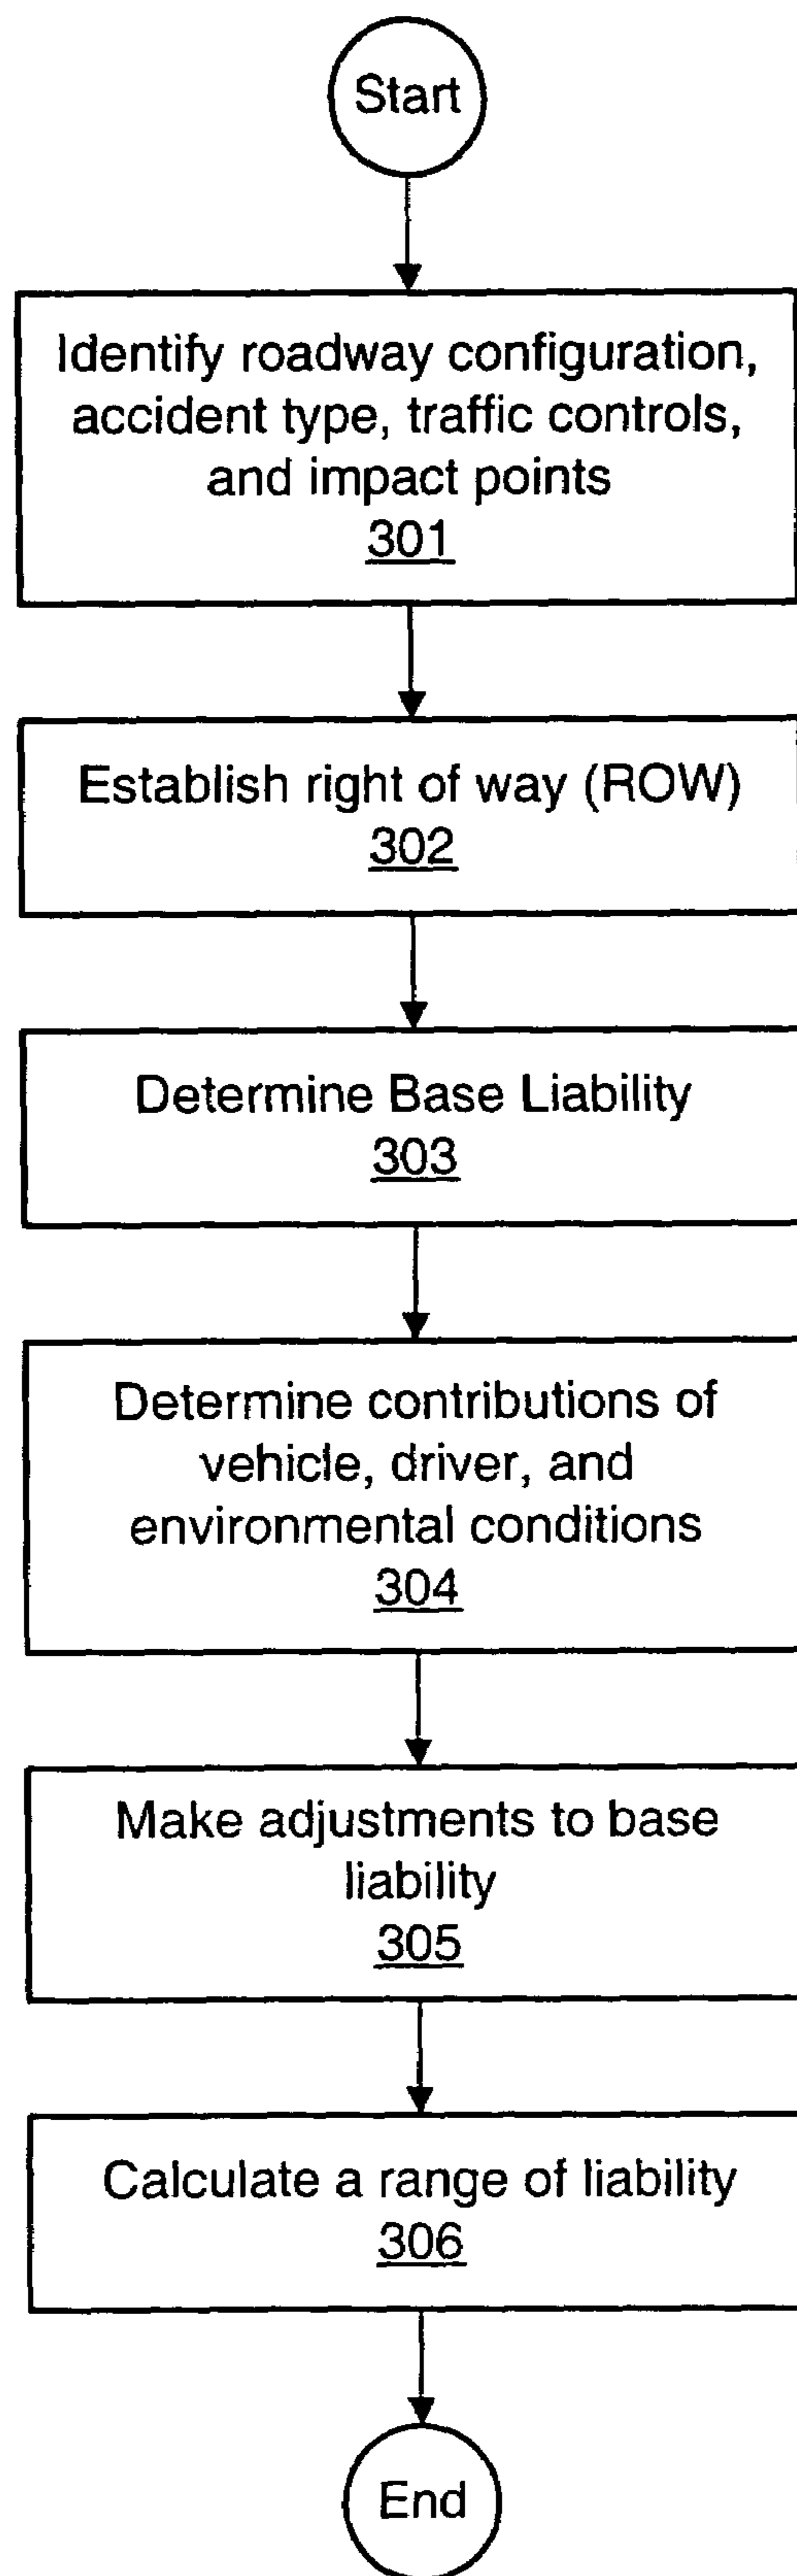 Start
Identify roadway configuration,
accident type, traffic controls,
and impact points
301
Establish right of way (ROW)
302
Determine Base Liability
303
Determine contributions of
vehicle, driver, and
environmental conditions
304
Make adjustments to base
liability
305
Calculate a range of liability
306
End